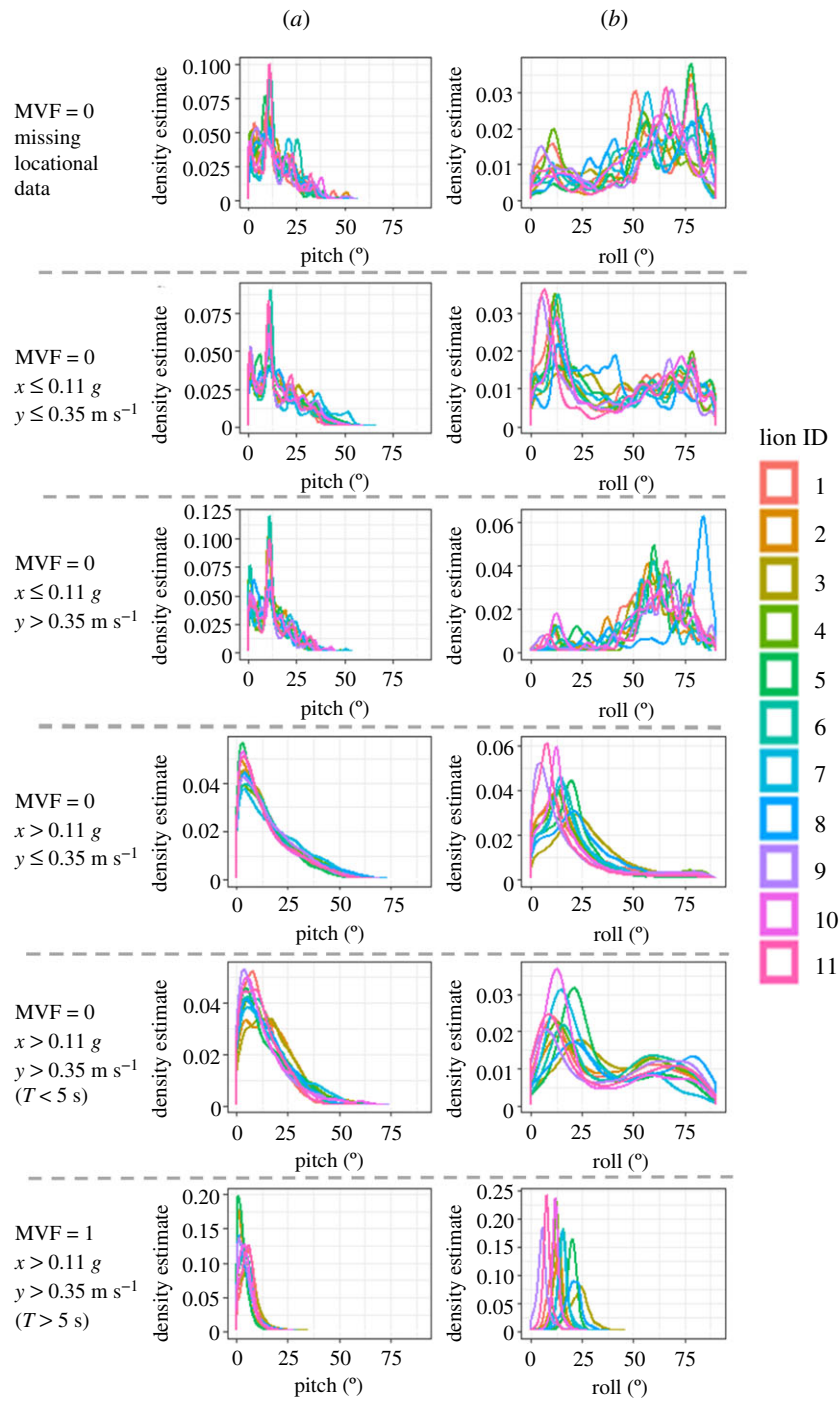 (a) (b)
MVF = 0
missing
locational
data
density estimate
0.100
0.075
0.050
0.025
0
0 25 50 75
pitch (º)
density estimate
0.03
0.02
0.01
0
0 25 50 75
roll (º)
MVF = 0
x ≤ 0.11 g
y ≤ 0.35 m s⁻¹
density estimate
0.075
0.050
0.025
0
0 25 50 75
pitch (º)
density estimate
0.03
0.02
0.01
0
0 25 50 75
roll (º)
MVF = 0
x ≤ 0.11 g
y > 0.35 m s⁻¹
density estimate
0.125
0.100
0.075
0.050
0.025
0
0 25 50 75
pitch (º)
density estimate
0.06
0.04
0.02
0
0 25 50 75
roll (º)
MVF = 0
x > 0.11 g
y ≤ 0.35 m s⁻¹
density estimate
0.04
0.02
0
0 25 50 75
pitch (º)
density estimate
0.06
0.04
0.02
0
0 25 50 75
roll (º)
MVF = 0
x > 0.11 g
y > 0.35 m s⁻¹
(T < 5 s)
density estimate
0.04
0.02
0
0 25 50 75
pitch (º)
density estimate
0.03
0.02
0.01
0
0 25 50 75
roll (º)
MVF = 1
x > 0.11 g
y > 0.35 m s⁻¹
(T > 5 s)
density estimate
0.20
0.15
0.10
0.05
0
0 25 50 75
pitch (º)
density estimate
0.25
0.20
0.15
0.10
0.05
0
0 25 50 75
roll (º)
lion ID
1
2
3
4
5
6
7
8
9
10
11